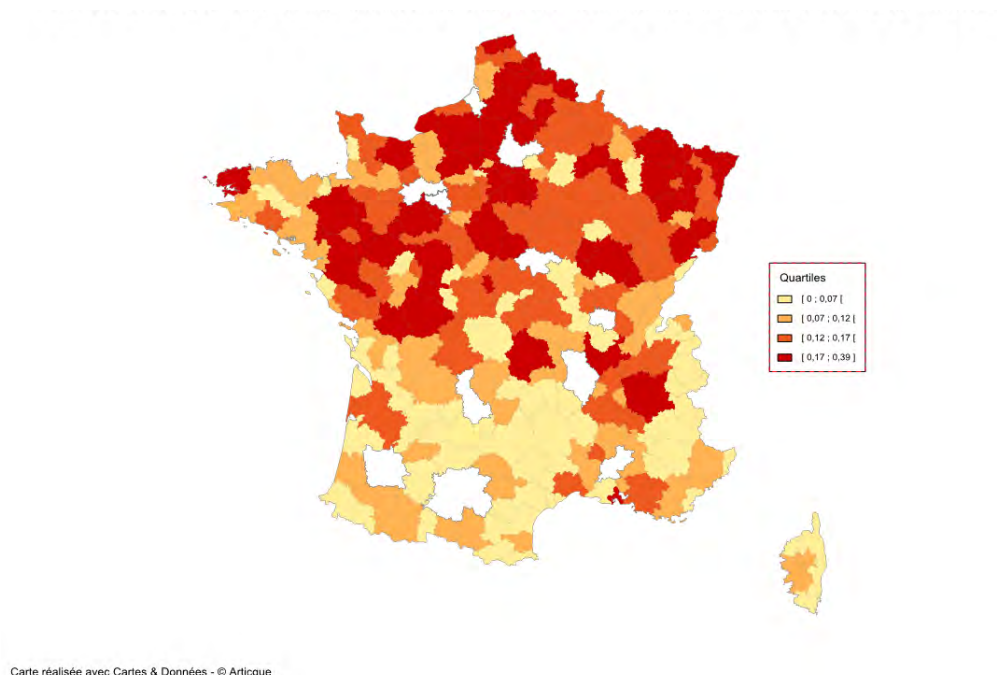 Quartiles
[ 0 ; 0,07 [
[ 0,07 ; 0,12 [
[ 0,12 ; 0,17 [
[ 0,17 ; 0,39 ]
Carte réalisée avec Cartes & Données - © Articque